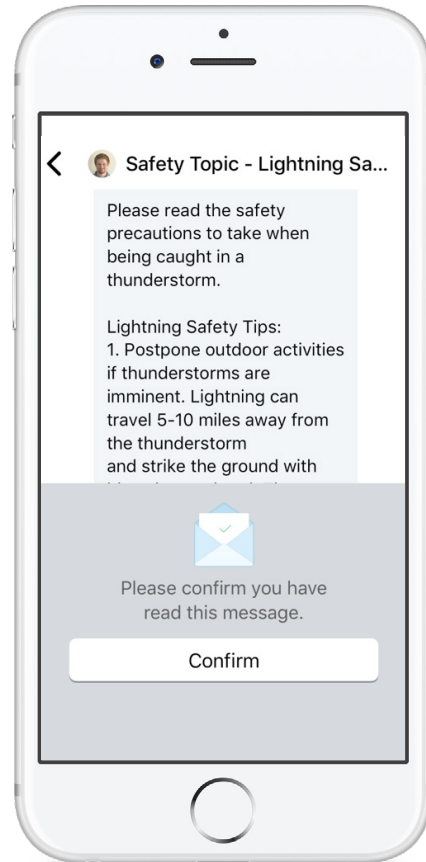 Safety Topic - Lightning Sa...
Please read the safety
precautions to take when
being caught in a
thunderstorm.
Lightning Safety Tips:
1. Postpone outdoor activities
if thunderstorms are
imminent. Lightning can
travel 5-10 miles away from
the thunderstorm
and strike the ground with
Please confirm you have
read this message.
Confirm